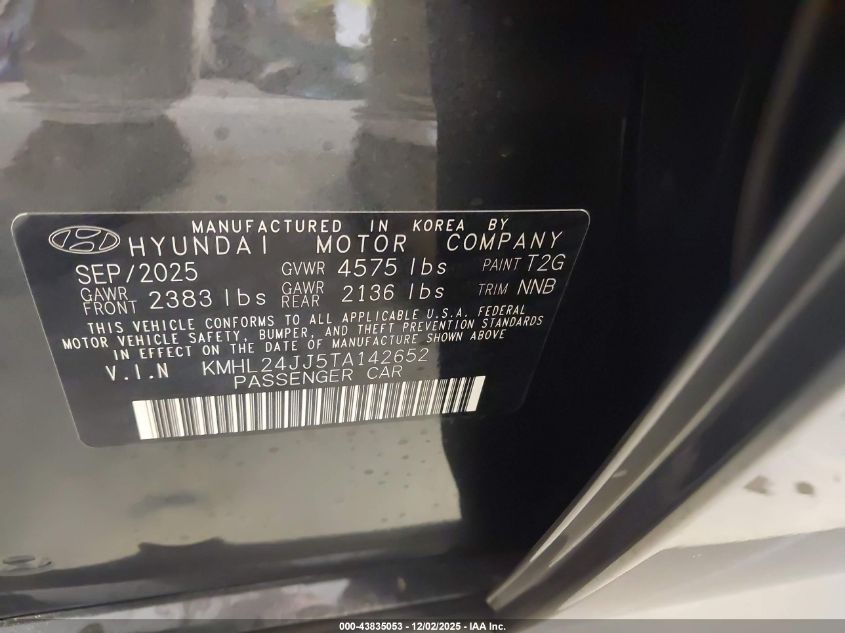 MANUFACTURED IN KOREA BY
HYUNDAI MOTOR COMPANY
SEP/2025 GVWR 4575 lbs PAINT T2G
GAWR FRONT 2383 lbs GAWR REAR 2136 lbs TRIM NNB
THIS VEHICLE CONFORMS TO ALL APPLICABLE U.S.A. FEDERAL
MOTOR VEHICLE SAFETY, BUMPER, AND THEFT PREVENTION STANDARDS
IN EFFECT ON THE DATE OF MANUFACTURE SHOWN ABOVE
V.I.N KMHL24JJ5TA142652
PASSENGER CAR
000-43835053 - 12/02/2025 - IAA Inc.